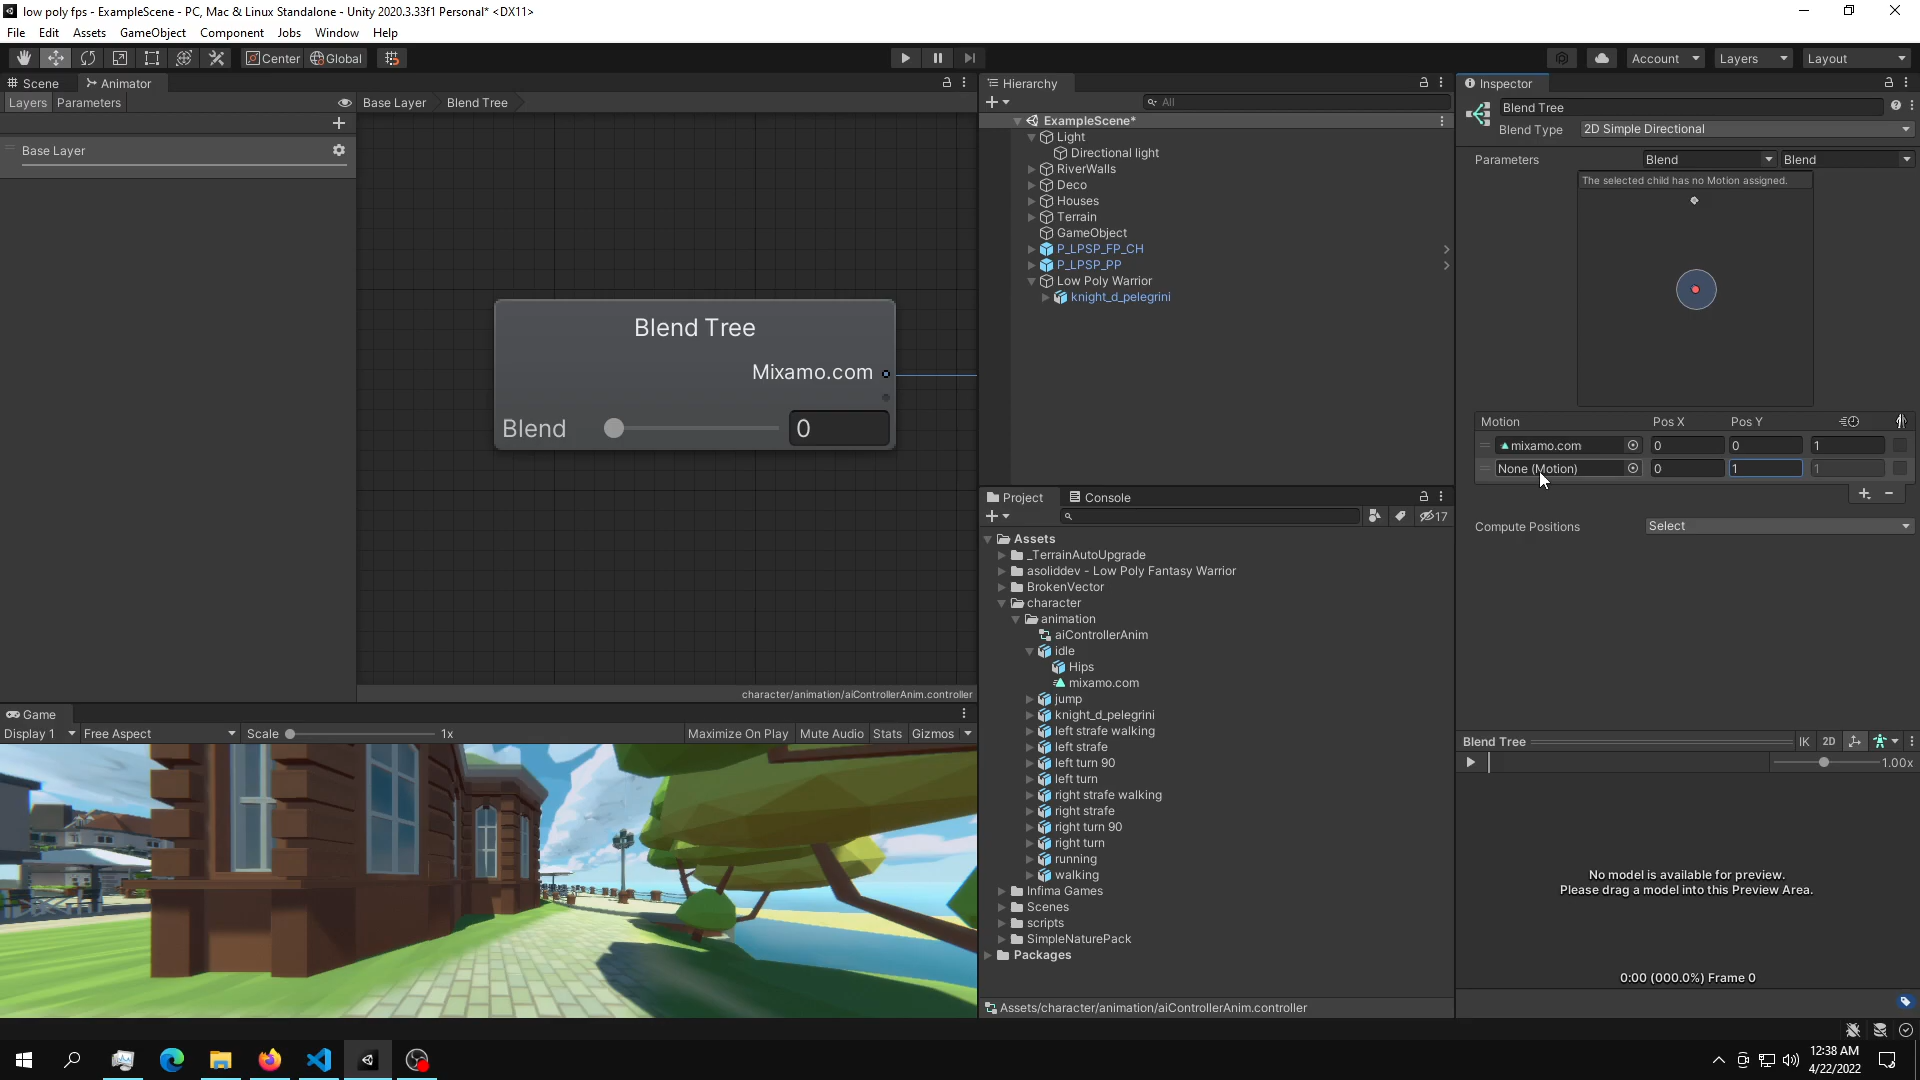 low poly fps - ExampleScene - PC, Mac & Linux Standalone - Unity 2020.3.33f1 Personal* <DX11>
File Edit Assets GameObject Component Jobs Window Help
Center Global
Account Layers Layout
Scene Animator
Layers Parameters
Base Layer Blend Tree
Base Layer
Blend Tree
Mixamo.com
Blend 0
character/animation/aiControllerAnim.controller
Game
Display 1 Free Aspect Scale 1x Maximize On Play Mute Audio Stats Gizmos
Hierarchy
All
ExampleScene*
Light
Directional light
RiverWalls
Deco
Houses
Terrain
GameObject
P_LPSP_FP_CH
P_LPSP_PP
Low Poly Warrior
knight_d_pelegrini
Project Console
17
Assets
_TerrainAutoUpgrade
asoliddev - Low Poly Fantasy Warrior
BrokenVector
character
animation
aiControllerAnim
idle
Hips
mixamo.com
jump
knight_d_pelegrini
left strafe walking
left strafe
left turn 90
left turn
right strafe walking
right strafe
right turn 90
right turn
running
walking
Infima Games
Scenes
scripts
SimpleNaturePack
Packages
Assets/character/animation/aiControllerAnim.controller
Inspector
Blend Tree
Blend Type 2D Simple Directional
Parameters Blend Blend
The selected child has no Motion assigned.
Motion Pos X Pos Y
mixamo.com 0 0 1
None (Motion) 0 1 1
Compute Positions Select
Blend Tree IK 2D
1.00x
No model is available for preview.
Please drag a model into this Preview Area.
0:00 (000.0%) Frame 0
12:38 AM
4/22/2022